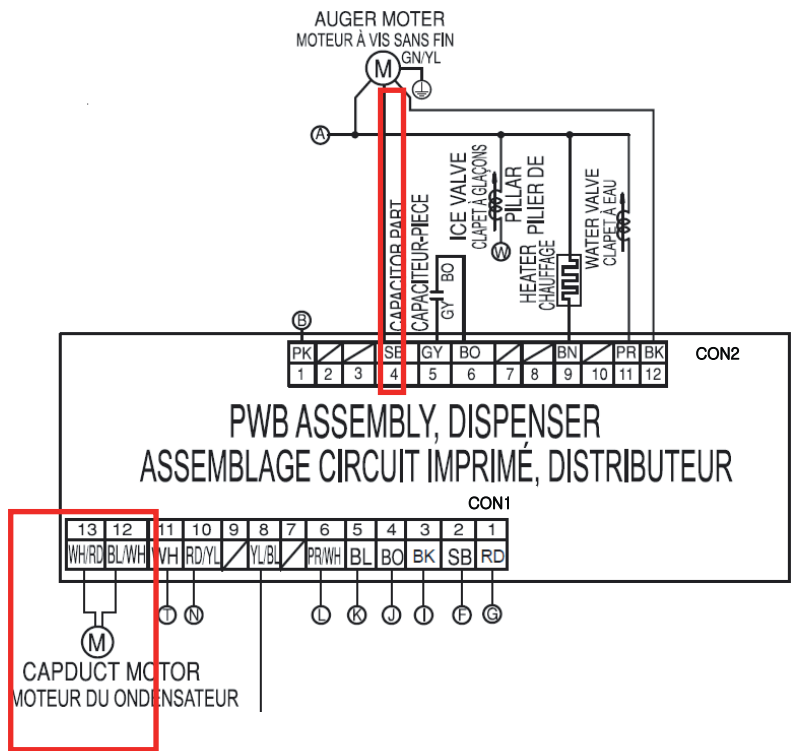 AUGER MOTER
MOTEUR À VIS SANS FIN
GN/YL
M
A
CAPACITOR PART
CAPACITEUR-PIECE
GY
BO
ICE VALVE
CLAPET À GLAÇONS
W
PILLAR
PILIER DE
HEATER
CHAUFFAGE
WATER VALVE
CLAPET À EAU
B
PK SB GY BO BN PR BK
CON2
1 2 3 4 5 6 7 8 9 10 11 12
PWB ASSEMBLY, DISPENSER
ASSEMBLAGE CIRCUIT IMPRIMÉ, DISTRIBUTEUR
CON1
13 12 11 10 9 8 7 6 5 4 3 2 1
WH/RD BL/WH WH RD/YL YL/BL PR/WH BL BO BK SB RD
T N L K J I F G
M
CAPDUCT MOTOR
MOTEUR DU ONDENSATEUR